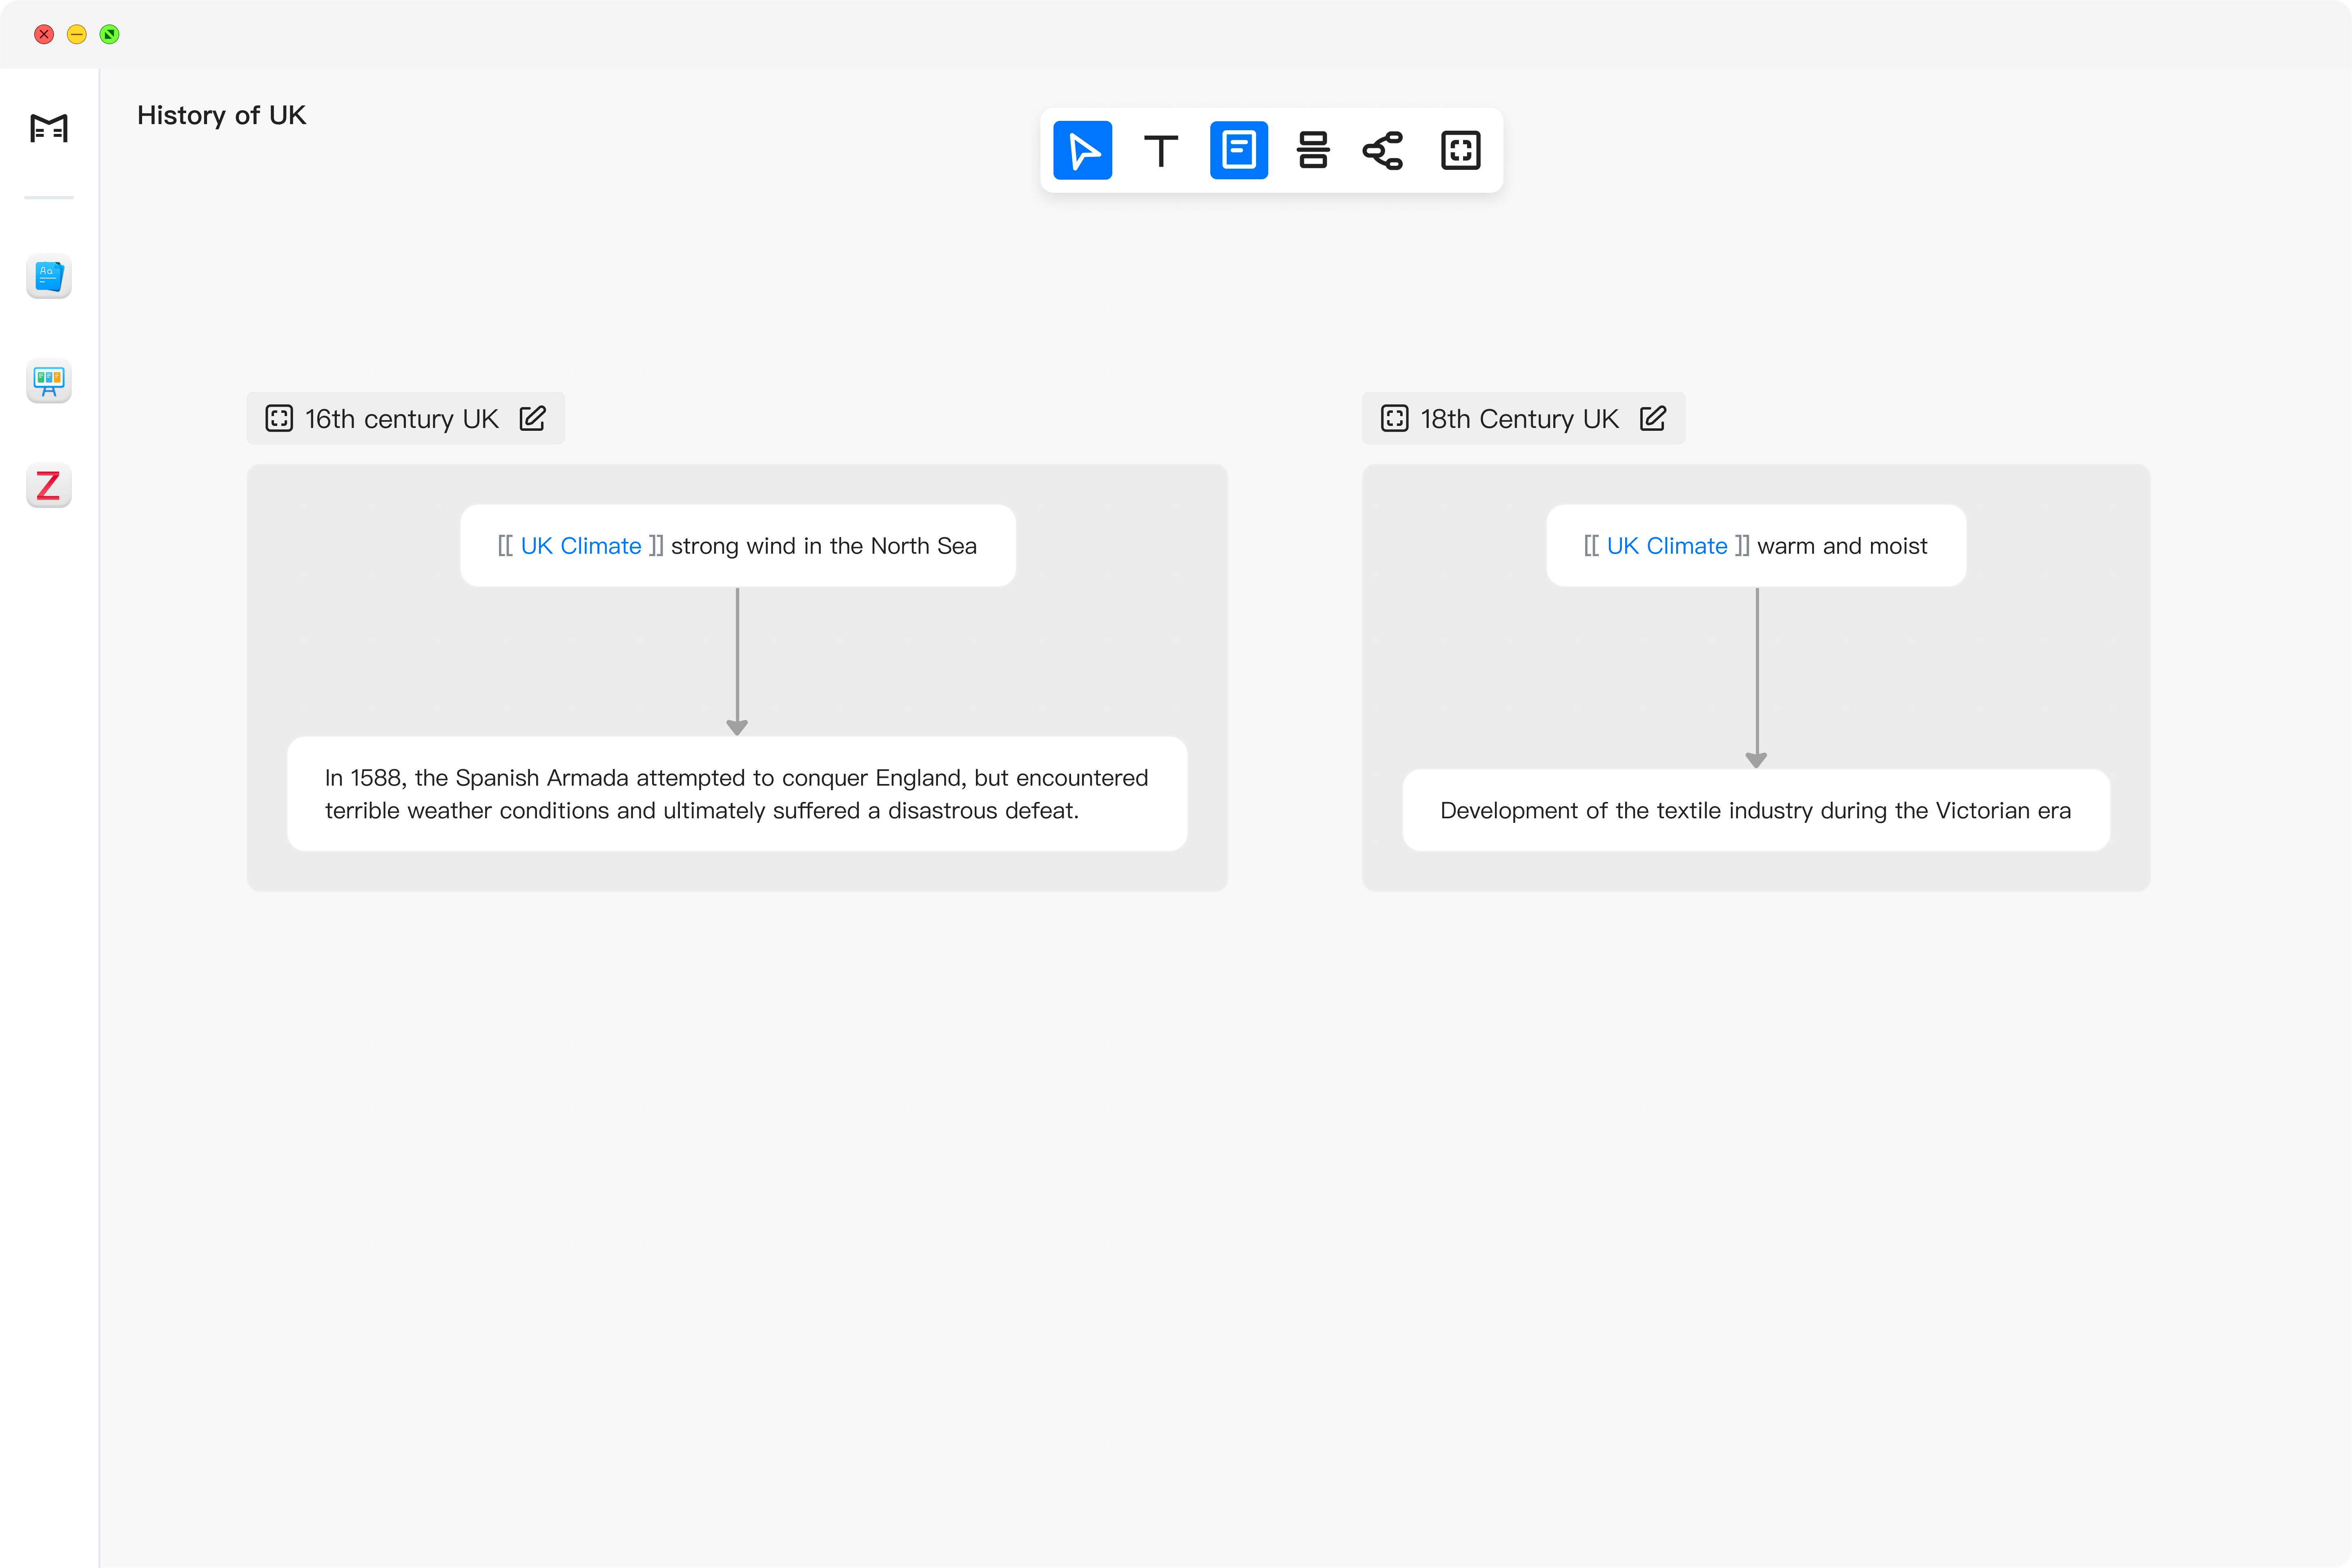 History of UK
16th century UK
[[ UK Climate ]] strong wind in the North Sea
In 1588, the Spanish Armada attempted to conquer England, but encountered
terrible weather conditions and ultimately suffered a disastrous defeat.
18th Century UK
[[ UK Climate ]] warm and moist
Development of the textile industry during the Victorian era
Aa
Z